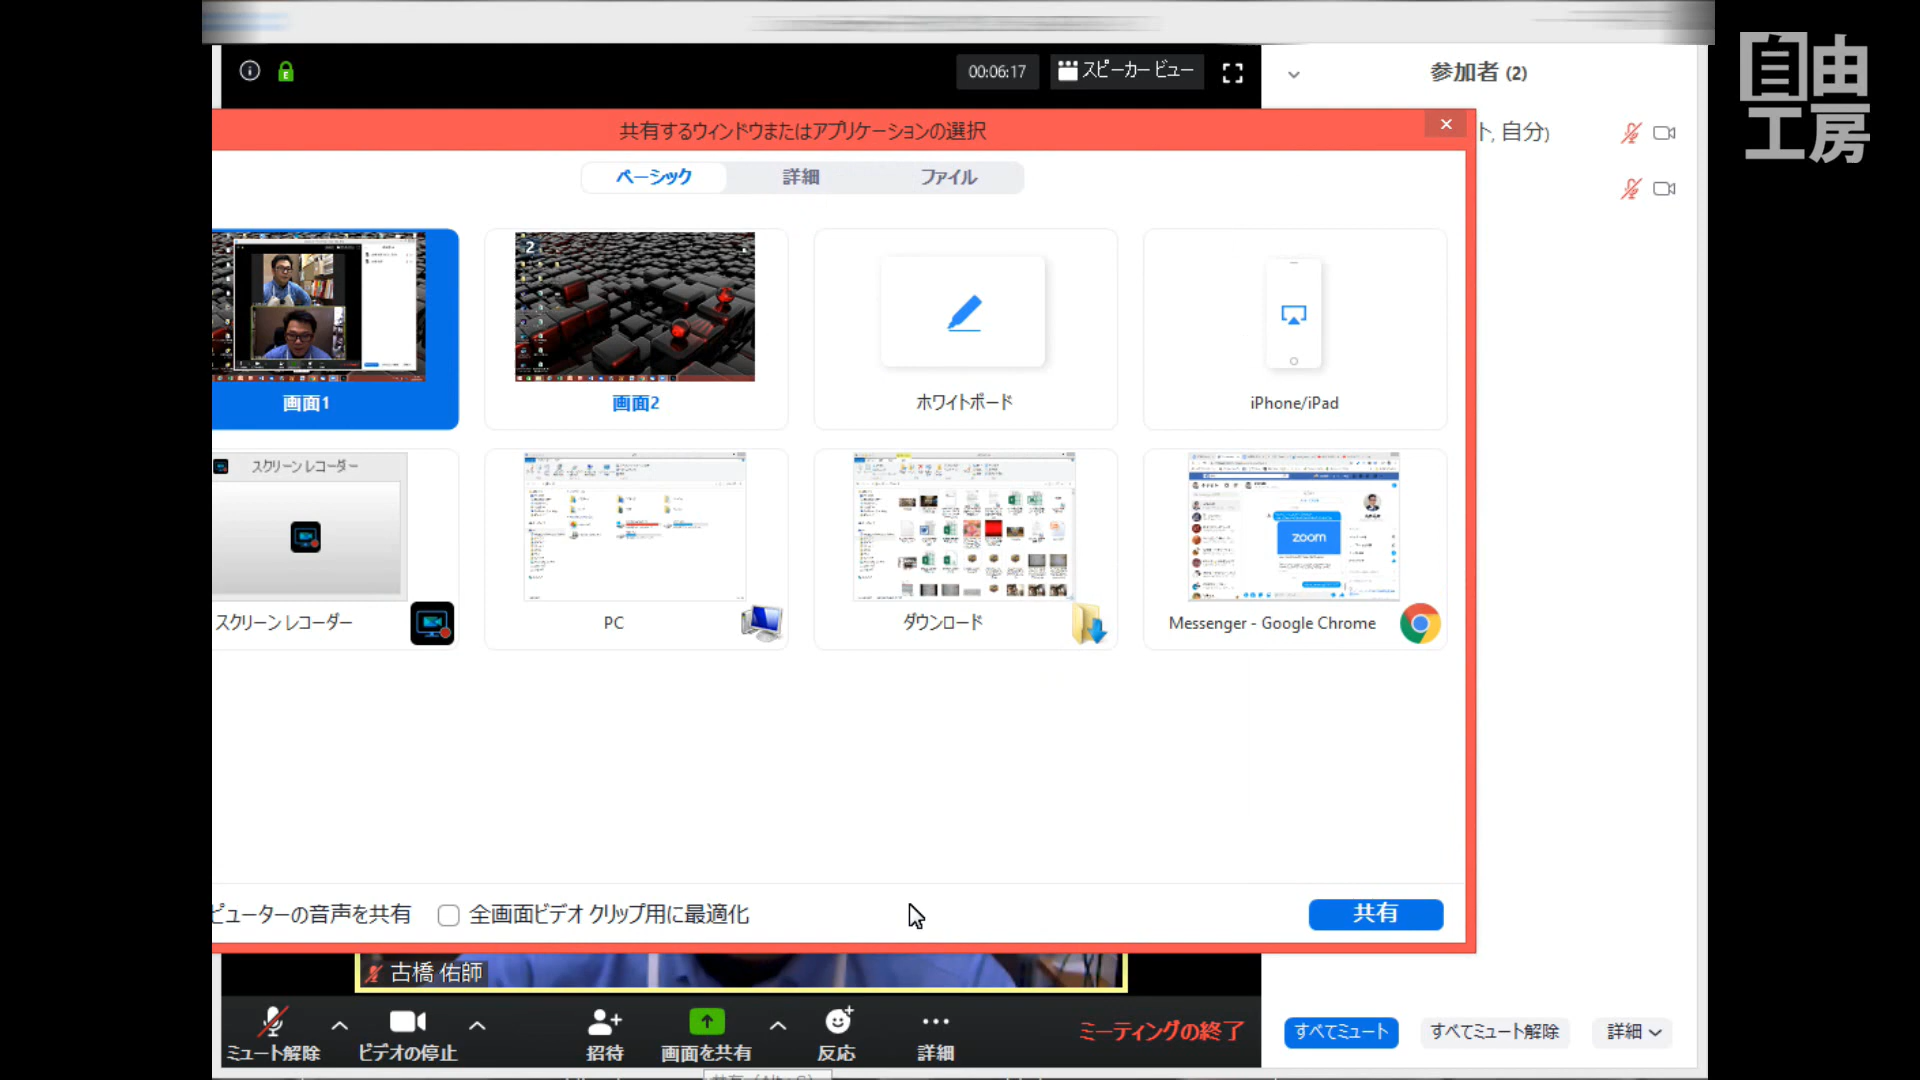 自由
工房
00:06:17
スピーカー ビュー
参加者 (2)
ト, 自分)
共有するウィンドウまたはアプリケーションの選択
ベーシック
詳細
ファイル
画面1
2
画面2
ホワイトボード
iPhone/iPad
スクリーン レコーダー
zoom
スクリーン レコーダー
PC
ダウンロード
Messenger - Google Chrome
ピューターの音声を共有
全画面ビデオ クリップ用に最適化
共有
古橋 佑師
ミュート解除
ビデオの停止
招待
画面を共有
反応
詳細
ミーティングの終了
すべてミュート
すべてミュート解除
詳細